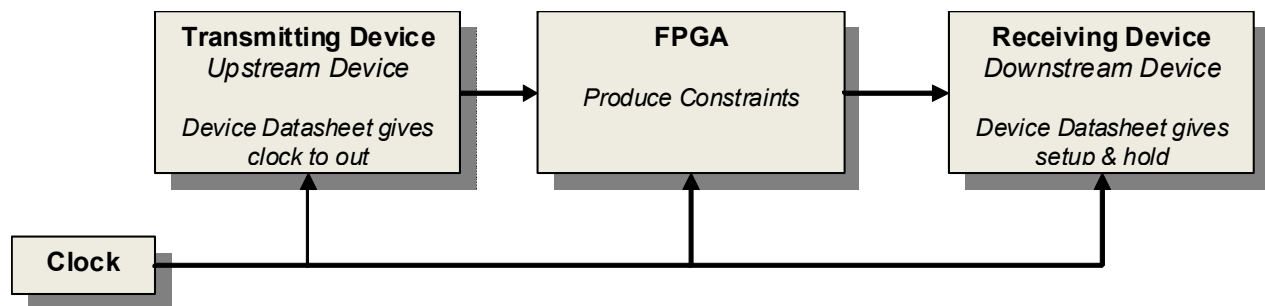 Transmitting Device
Upstream Device
Device Datasheet gives
clock to out
FPGA
Produce Constraints
Receiving Device
Downstream Device
Device Datasheet gives
setup & hold
Clock